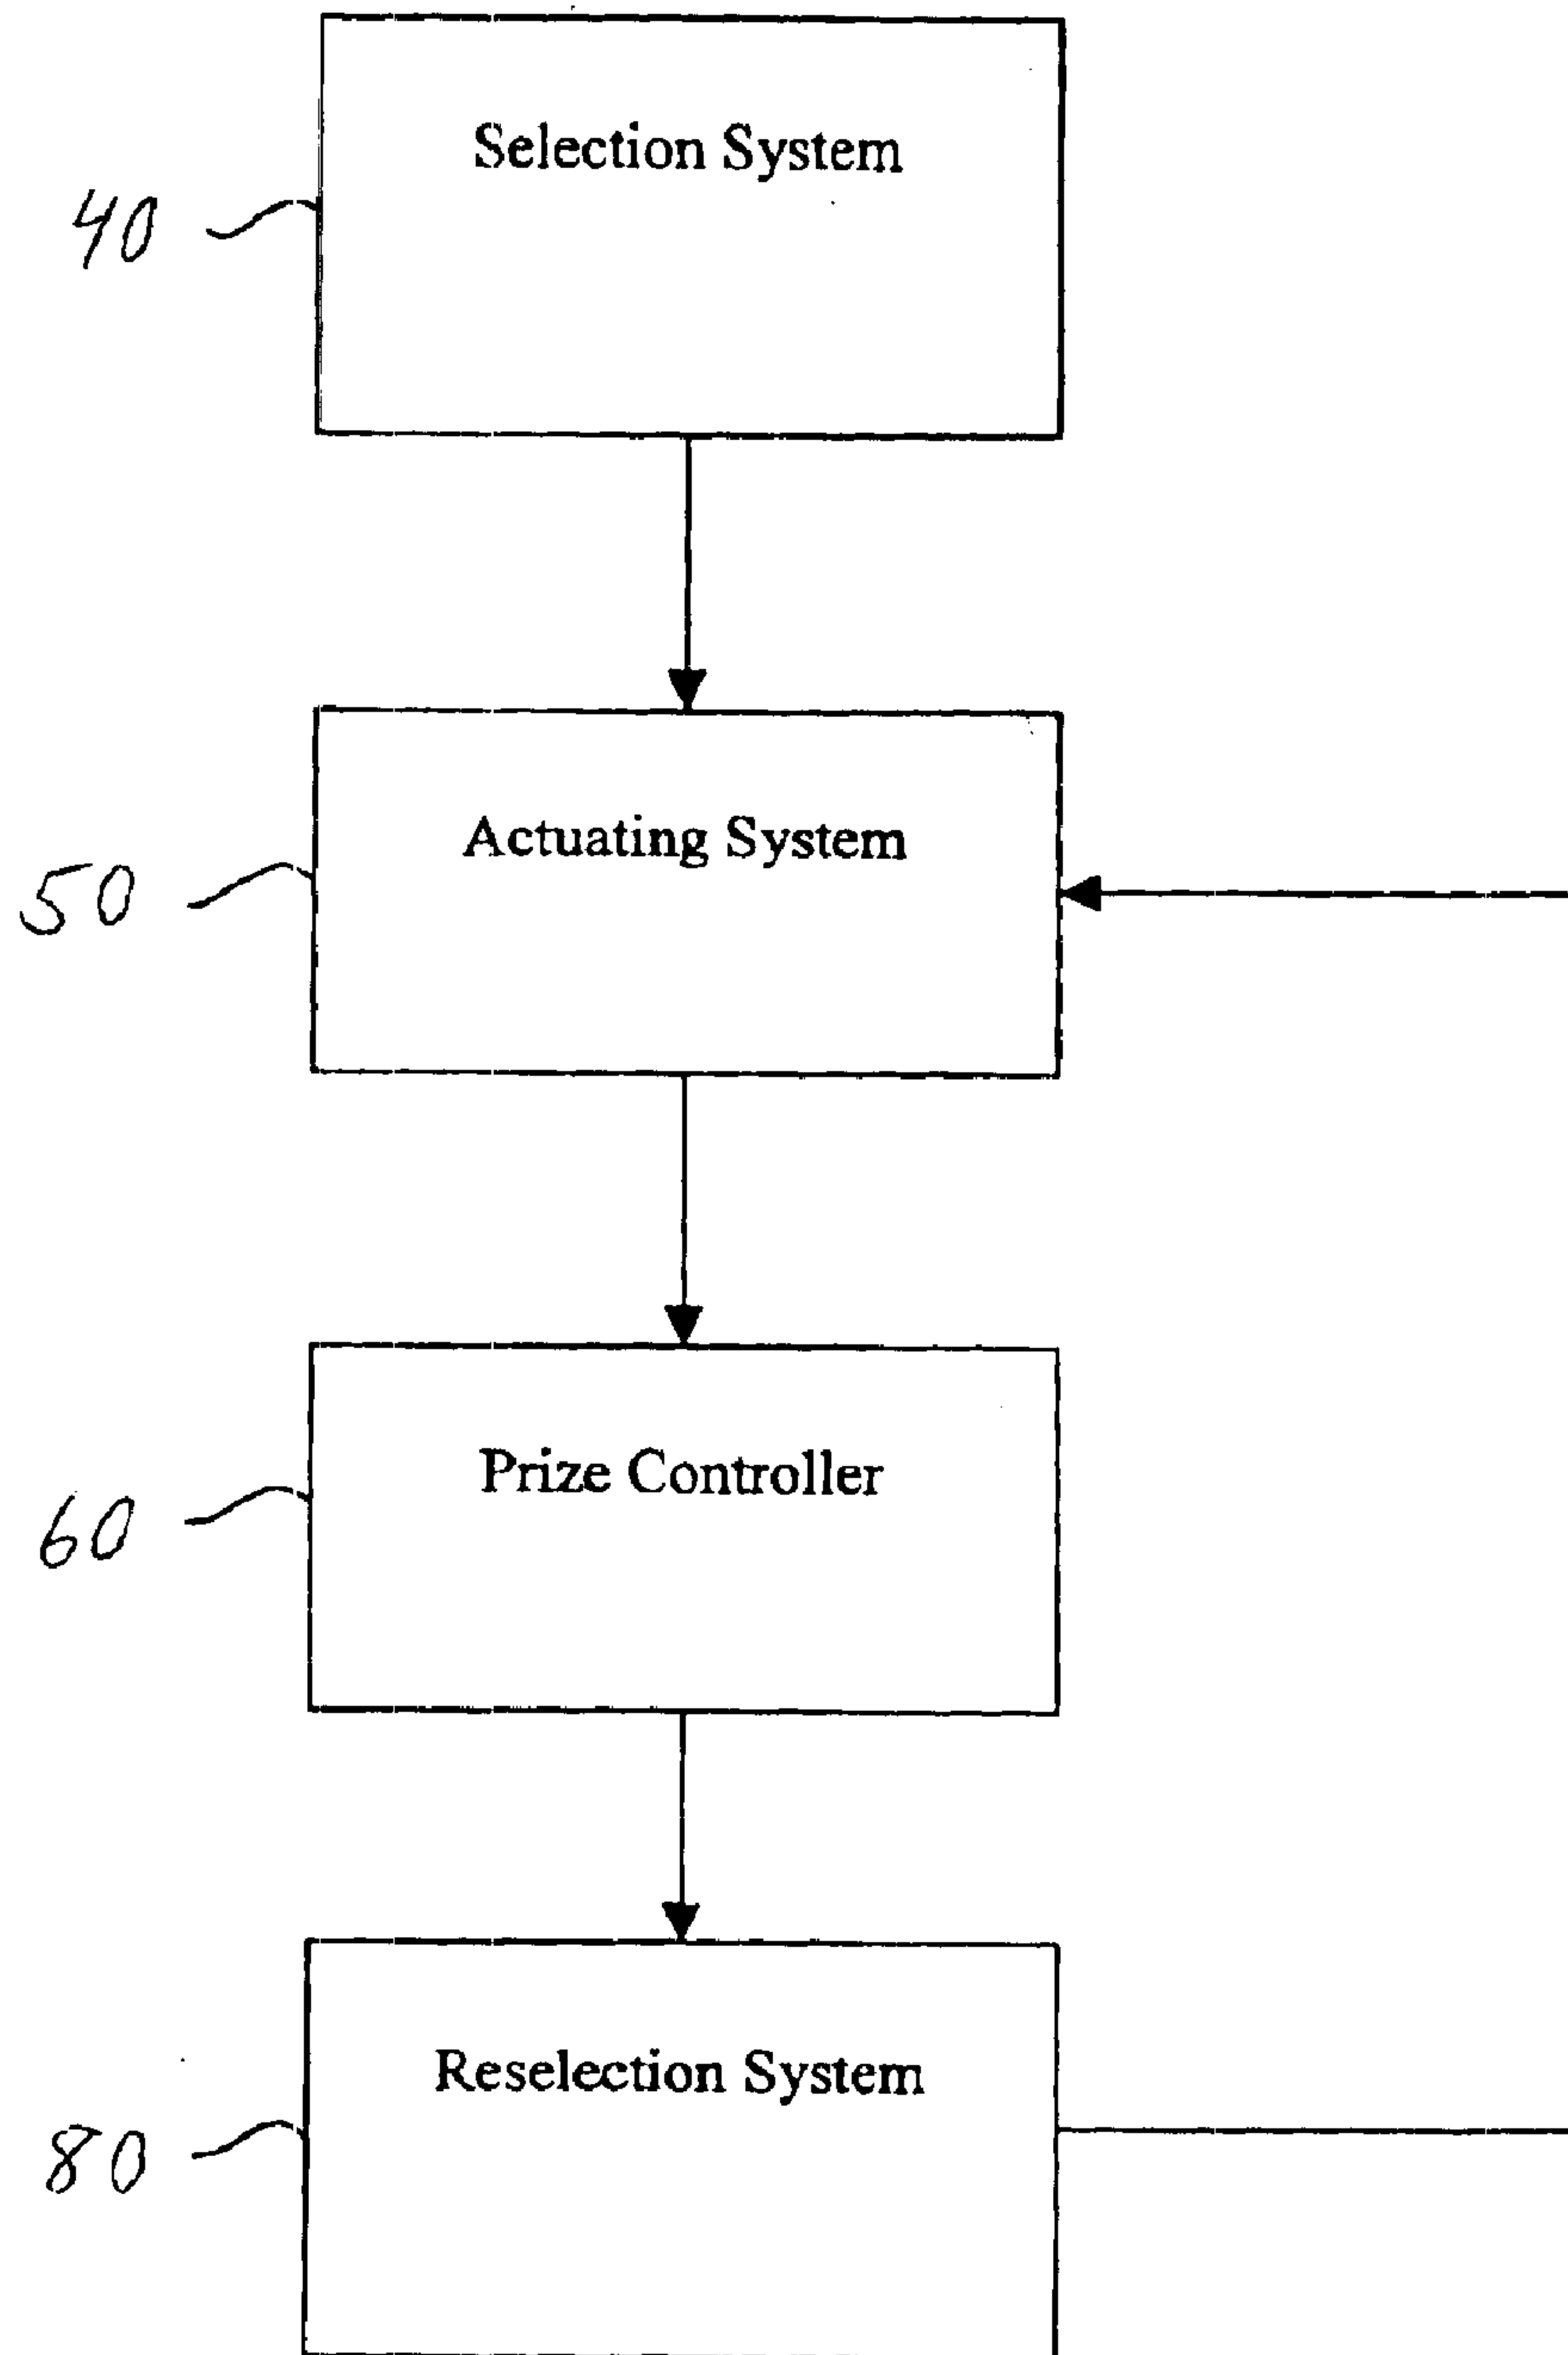 Selection System
40
Actuating System
50
Prize Controller
60
Reselection System
80